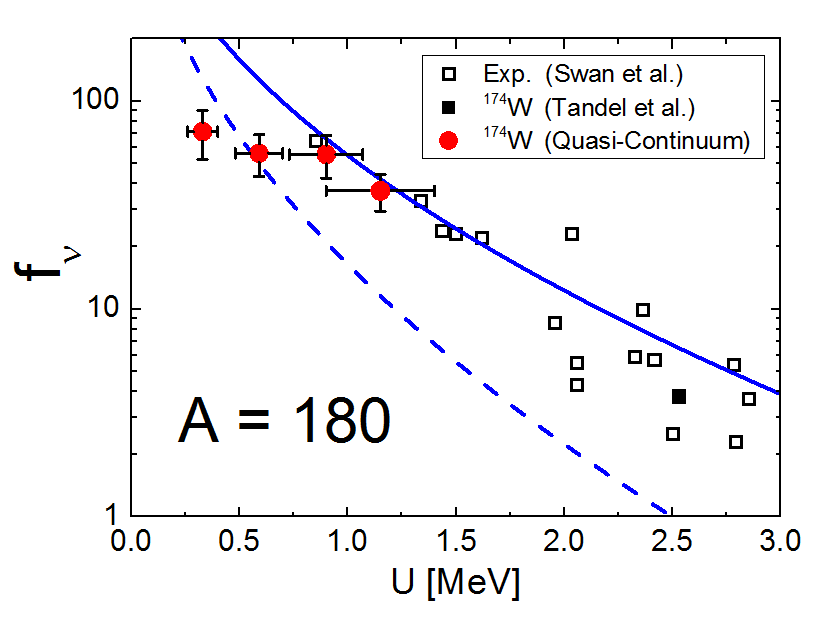 Exp. (Swan et al.)
¹⁷⁴W (Tandel et al.)
¹⁷⁴W (Quasi-Continuum)
100
10
1
f_ν
A = 180
0.0 0.5 1.0 1.5 2.0 2.5 3.0
U [MeV]